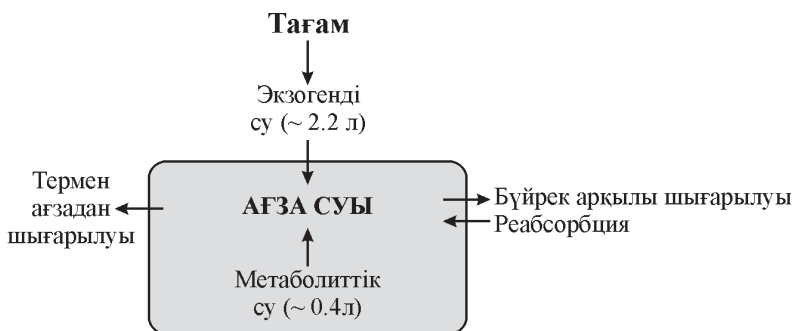 Тағам
Экзогенді
су (~ 2.2 л)
Термен
ағзадан
шығарылуы
АҒЗА СУЫ
Бүйрек арқылы шығарылуы
Реабсорбция
Метаболиттік
су (~ 0.4л)